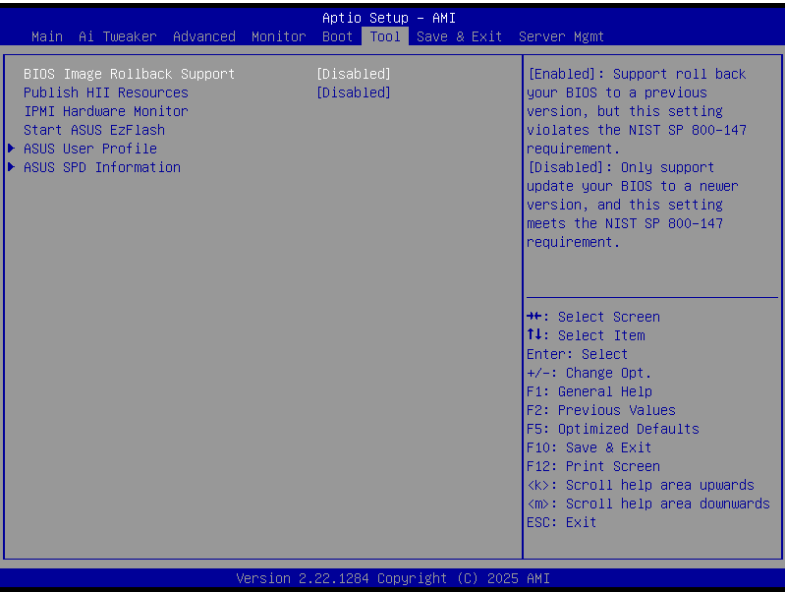 Aptio Setup – AMI
Main Ai Tweaker Advanced Monitor Boot Tool Save & Exit Server Mgmt
BIOS Image Rollback Support [Disabled]
Publish HII Resources [Disabled]
IPMI Hardware Monitor
Start ASUS EzFlash
ASUS User Profile
ASUS SPD Information
[Enabled]: Support roll back
your BIOS to a previous
version, but this setting
violates the NIST SP 800-147
requirement.
[Disabled]: Only support
update your BIOS to a newer
version, and this setting
meets the NIST SP 800-147
requirement.
→←: Select Screen
↑↓: Select Item
Enter: Select
+/-: Change Opt.
F1: General Help
F2: Previous Values
F5: Optimized Defaults
F10: Save & Exit
F12: Print Screen
<k>: Scroll help area upwards
<m>: Scroll help area downwards
ESC: Exit
Version 2.22.1284 Copyright (C) 2025 AMI